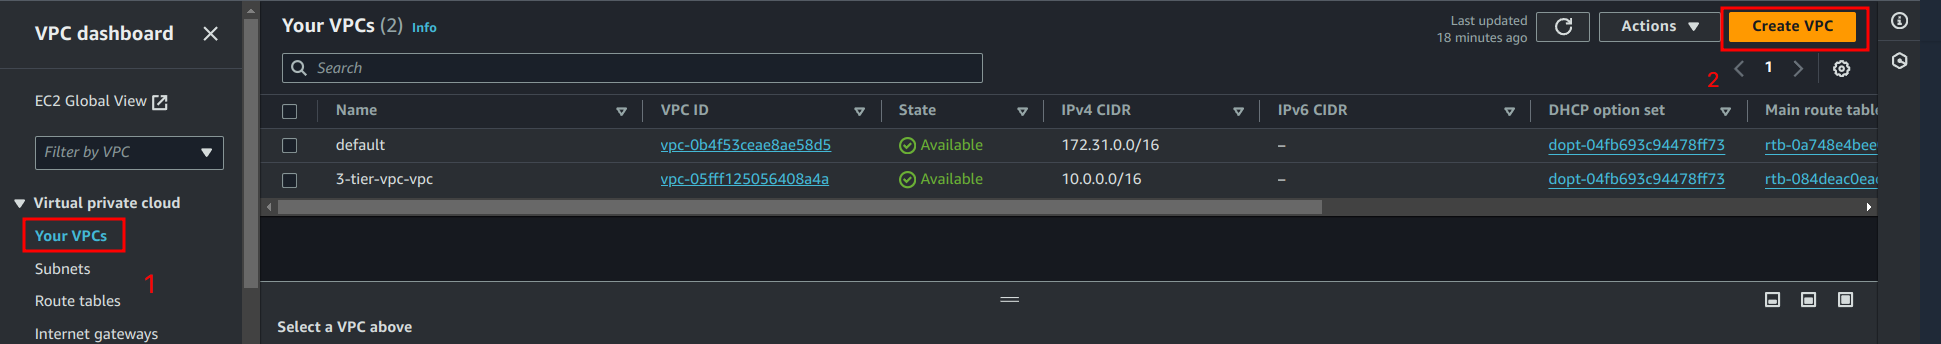 VPC dashboard
EC2 Global View
Filter by VPC
Virtual private cloud
Your VPCs
1
Subnets
Route tables
Internet gateways
Your VPCs (2) Info
Last updated
18 minutes ago
Actions
Create VPC
2
Search
1
Name VPC ID State IPv4 CIDR IPv6 CIDR DHCP option set Main route table
default vpc-0b4f53ceae8ae58d5 Available 172.31.0.0/16 – dopt-04fb693c94478ff73 rtb-0a748e4bee
3-tier-vpc-vpc vpc-05fff125056408a4a Available 10.0.0.0/16 – dopt-04fb693c94478ff73 rtb-084deac0eac
Select a VPC above